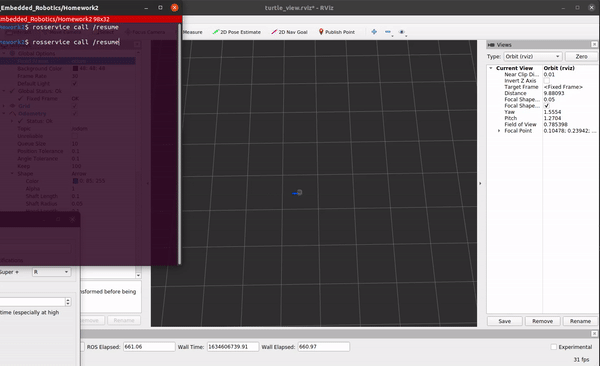 _Embedded_Robotics/Homework2
turtle_view.rviz* - RViz
mbedded_Robotics/Homework2 98x32
mework2$ rosservice call /resume
mework2$ rosservice call /resume
Measure
2D Pose Estimate
2D Nav Goal
Publish Point
Views
Type:
Orbit (rviz)
Zero
Current View
Orbit (rviz)
Near Clip Di...
0.01
Invert Z Axis
Target Frame
<Fixed Frame>
Distance
9.88093
Focal Shape...
0.05
Focal Shape...
Yaw
1.5554
Pitch
1.2704
Field of View
0.785398
Focal Point
0.10478; 0.23942; ...
Super +
R
time (especially at high
nsformed before being
Rename
Save
Remove
Rename
ROS Elapsed:
661.06
Wall Time:
1634606739.91
Wall Elapsed:
660.97
Experimental
31 fps